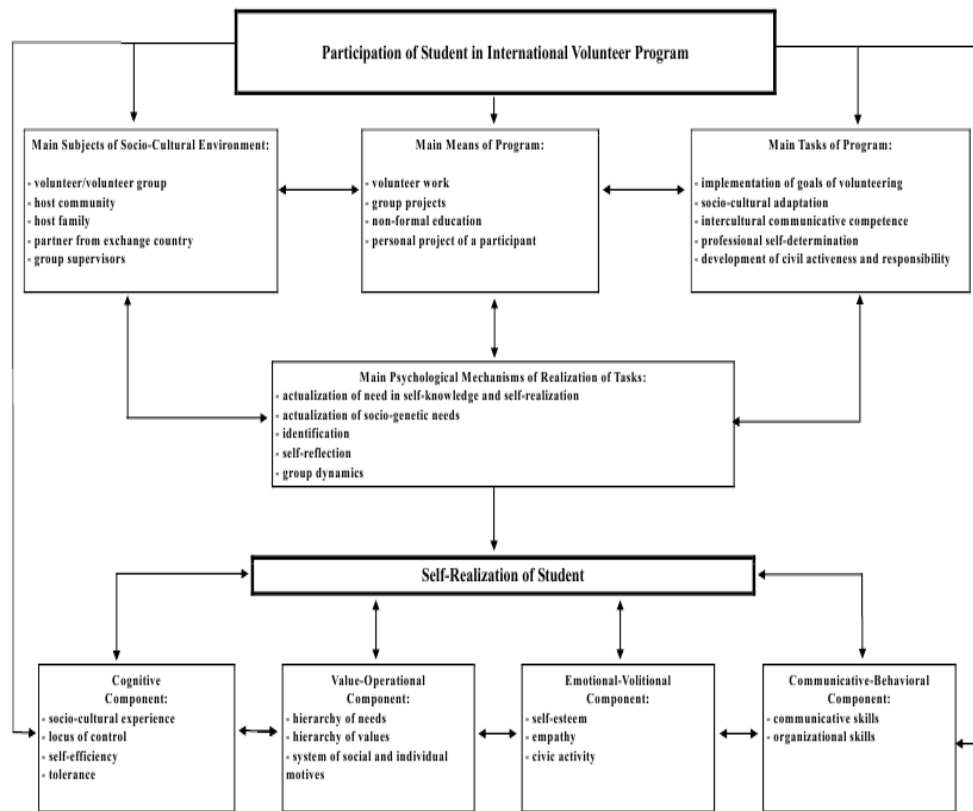 Participation of Student in International Volunteer Program
Main Subjects of Socio-Cultural Environment:
- volunteer/volunteer group
- host community
- host family
- partner from exchange country
- group supervisors
Main Means of Program:
- volunteer work
- group projects
- non-formal education
- personal project of a participant
Main Tasks of Program:
- implementation of goals of volunteering
- socio-cultural adaptation
- intercultural communicative competence
- professional self-determination
- development of civil activeness and responsibility
Main Psychological Mechanisms of Realization of Tasks:
- actualization of need in self-knowledge and self-realization
- actualization of socio-genetic needs
- identification
- self-reflection
- group dynamics
Self-Realization of Student
Cognitive
Component:
- socio-cultural experience
- locus of control
- self-efficiency
- tolerance
Value-Operational
Component:
- hierarchy of needs
- hierarchy of values
- system of social and individual
motives
Emotional-Volitional
Component:
- self-esteem
- empathy
- civic activity
Communicative-Behavioral
Component:
- communicative skills
- organizational skills